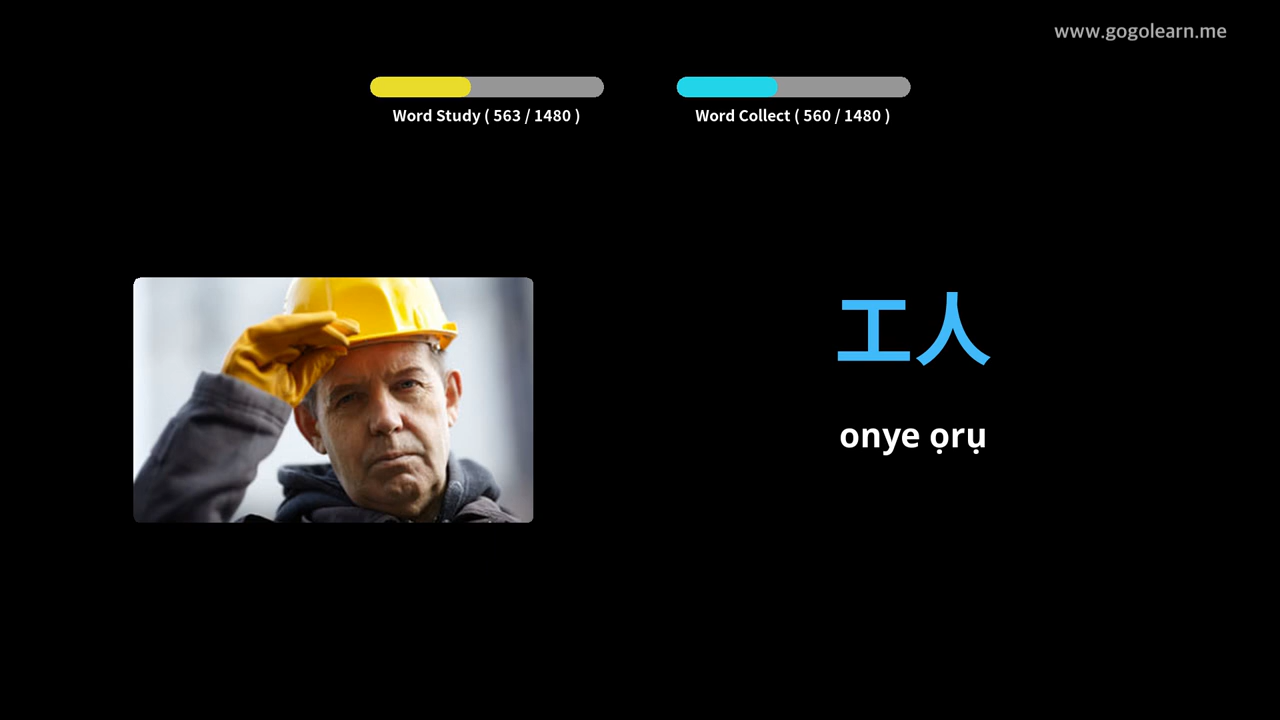 www.gogolearn.me
Word Study ( 563 / 1480 )
Word Collect ( 560 / 1480 )
工人
onye ọrụ